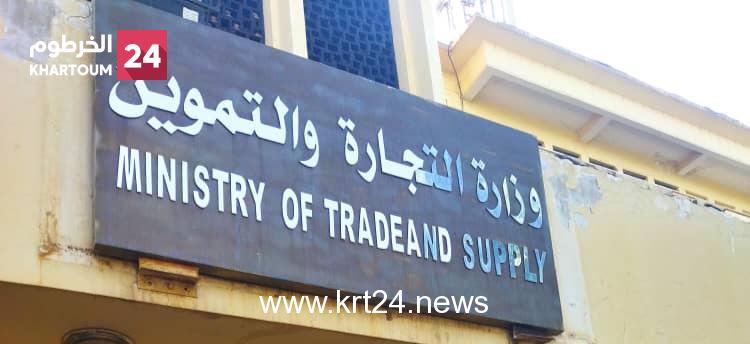 الخرطوم
24
KHARTOUM
وزارة التجارة والتموين
MINISTRY OF TRADEAND SUPPLY
www.krt24.news